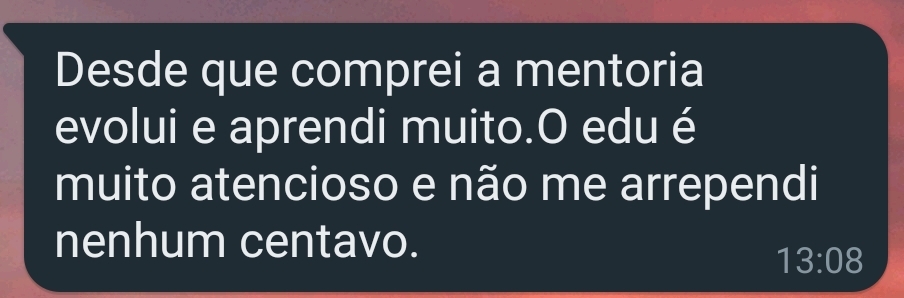 Desde que comprei a mentoria
evolui e aprendi muito.O edu é
muito atencioso e não me arrependi
nenhum centavo.
13:08